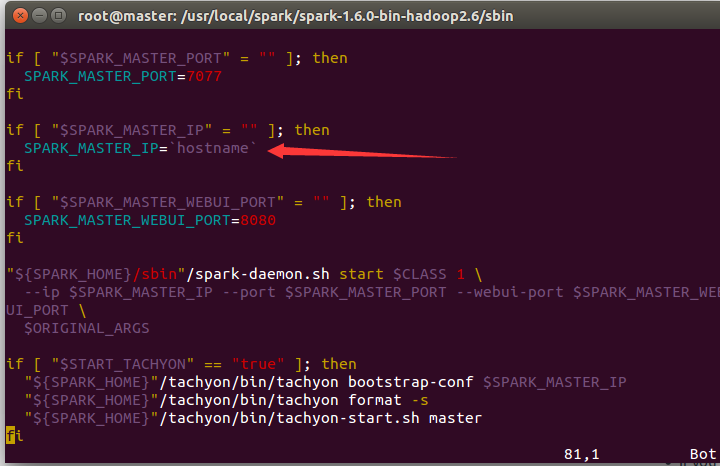 root@master: /usr/local/spark/spark-1.6.0-bin-hadoop2.6/sbin
if [ "$SPARK_MASTER_PORT" = "" ]; then
  SPARK_MASTER_PORT=7077
fi
if [ "$SPARK_MASTER_IP" = "" ]; then
  SPARK_MASTER_IP=`hostname`
fi
if [ "$SPARK_MASTER_WEBUI_PORT" = "" ]; then
  SPARK_MASTER_WEBUI_PORT=8080
fi
"${SPARK_HOME}/sbin"/spark-daemon.sh start $CLASS 1 \
  --ip $SPARK_MASTER_IP --port $SPARK_MASTER_PORT --webui-port $SPARK_MASTER_WEB
UI_PORT \
  $ORIGINAL_ARGS
if [ "$START_TACHYON" == "true" ]; then
  "${SPARK_HOME}"/tachyon/bin/tachyon bootstrap-conf $SPARK_MASTER_IP
  "${SPARK_HOME}"/tachyon/bin/tachyon format -s
  "${SPARK_HOME}"/tachyon/bin/tachyon-start.sh master
fi
81,1 Bot